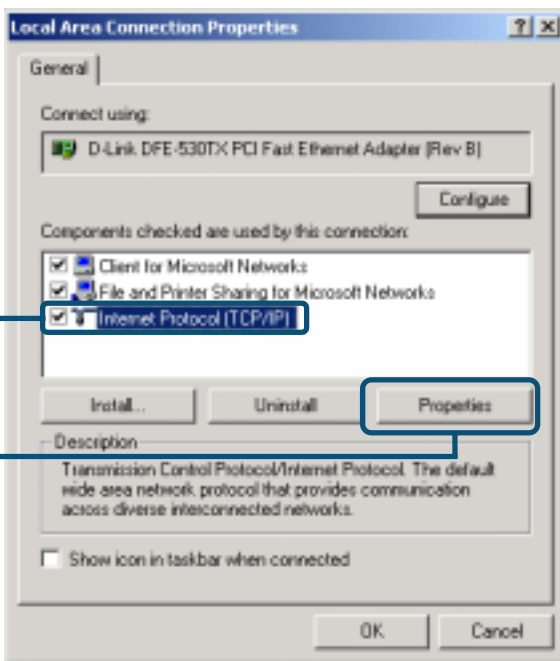 Local Area Connection Properties
General
Connect using:
D-Link DFE-530TX PCI Fast Ethernet Adapter (Rev B)
Configure
Components checked are used by this connection:
Client for Microsoft Networks
File and Printer Sharing for Microsoft Networks
Internet Protocol (TCP/IP)
Install...
Uninstall
Properties
Description
Transmission Control Protocol/Internet Protocol. The default
wide area network protocol that provides communication
across diverse interconnected networks.
Show icon in taskbar when connected
OK
Cancel